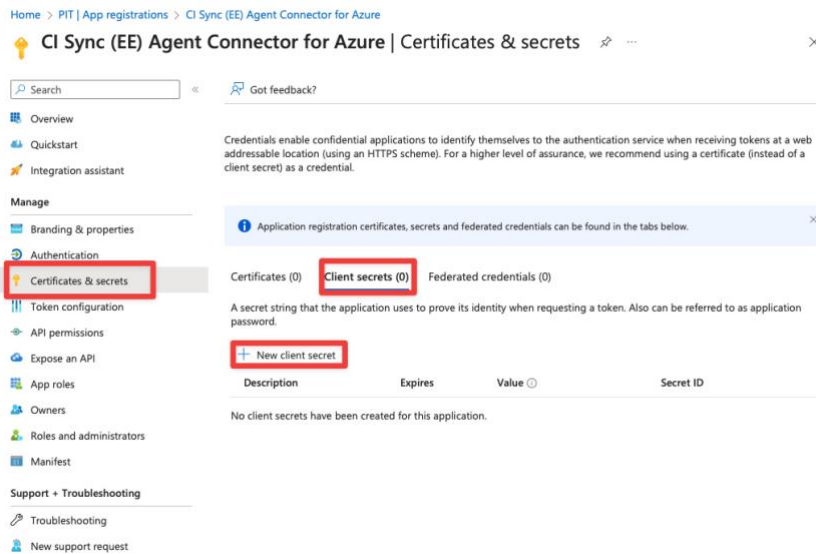 Home > PIT | App registrations > CI Sync (EE) Agent Connector for Azure
CI Sync (EE) Agent Connector for Azure | Certificates & secrets
Search
Got feedback?
Overview
Quickstart
Integration assistant
Manage
Branding & properties
Authentication
Certificates & secrets
Token configuration
API permissions
Expose an API
App roles
Owners
Roles and administrators
Manifest
Support + Troubleshooting
Troubleshooting
New support request
Credentials enable confidential applications to identify themselves to the authentication service when receiving tokens at a web
addressable location (using an HTTPS scheme). For a higher level of assurance, we recommend using a certificate (instead of a
client secret) as a credential.
Application registration certificates, secrets and federated credentials can be found in the tabs below.
Certificates (0) Client secrets (0) Federated credentials (0)
A secret string that the application uses to prove its identity when requesting a token. Also can be referred to as application
password.
New client secret
Description Expires Value Secret ID
No client secrets have been created for this application.